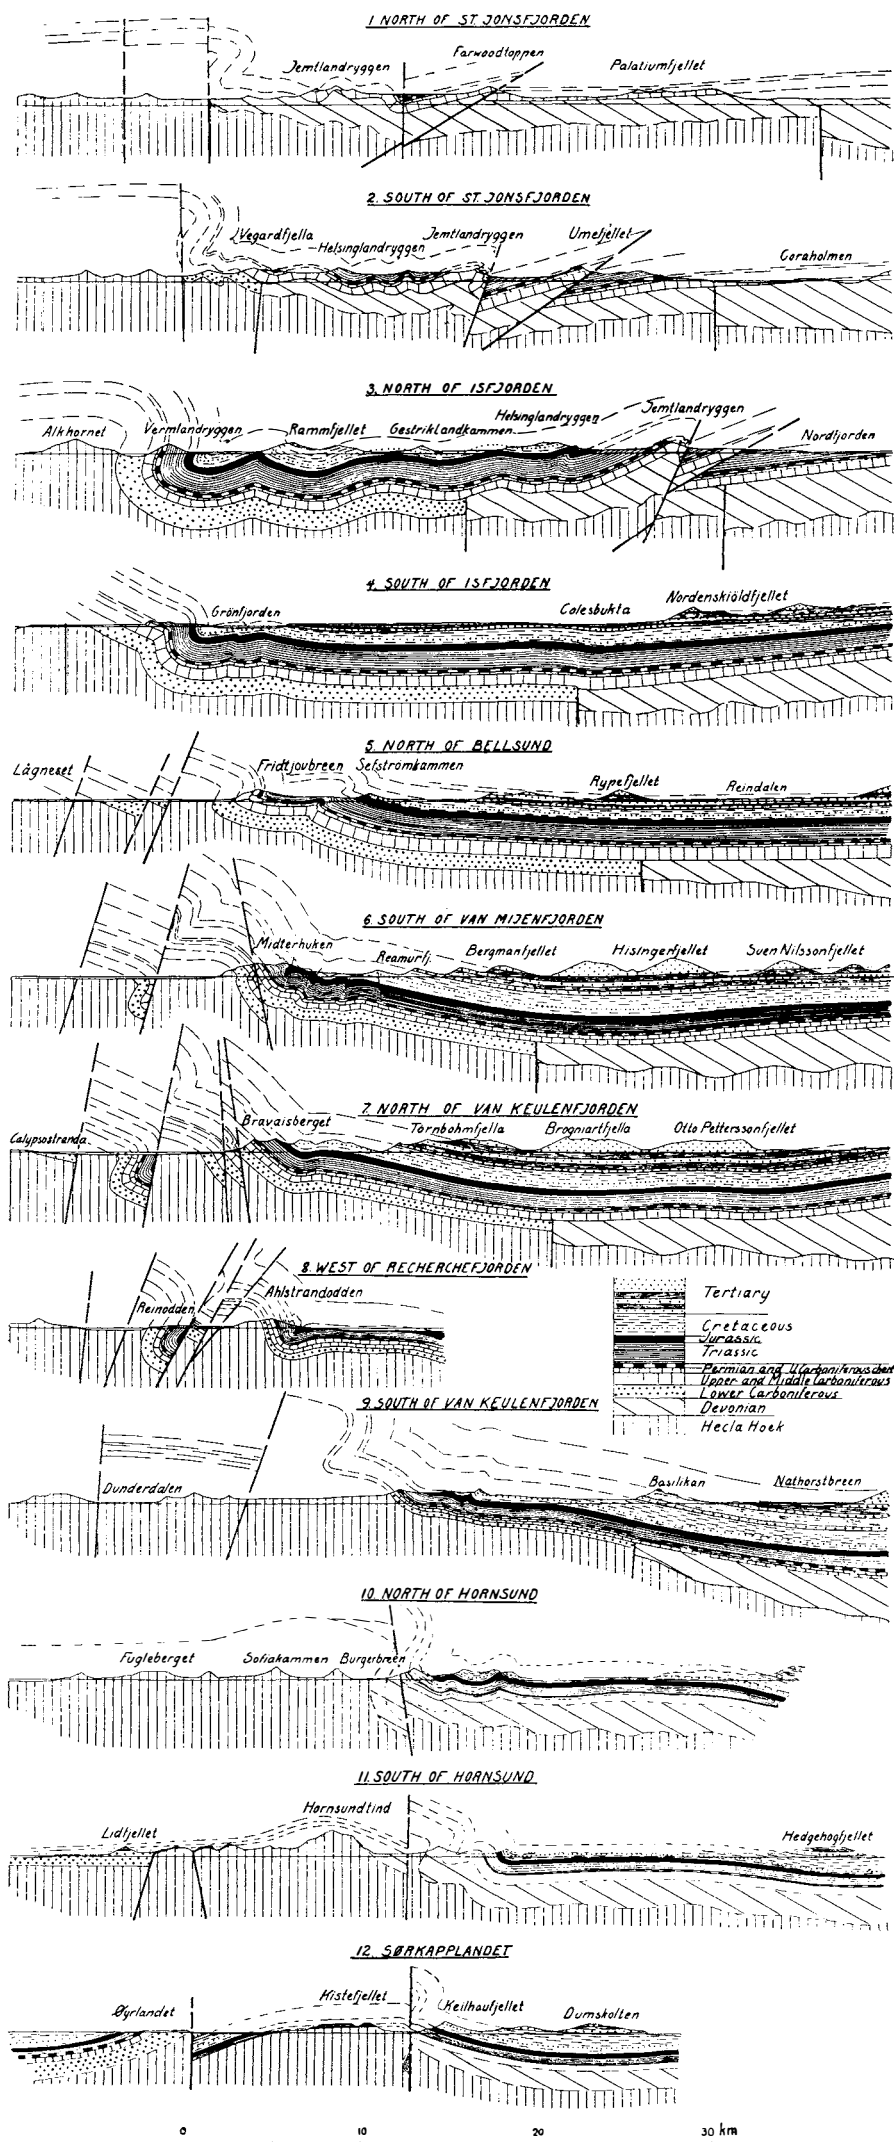 1. NORTH OF ST. JONSFJORDEN
Jemtlandryggen Farwoodtoppen Palatiumfjellet
2. SOUTH OF ST. JONSFJORDEN
Vegardfjella Helsinglandryggen Jemtlandryggen Umefjellet Coraholmen
3. NORTH OF ISFJORDEN
Alkhornet Vermlandryggen Rammfjellet Gestriklandkammen Helsinglandryggen Jemtlandryggen Nordfjorden
4. SOUTH OF ISFJORDEN
Grönfjorden Colesbukta Nordenskiöldfjellet
5. NORTH OF BELLSUND
Lågneset Fridtjovbreen Sefströmkammen Rypefjellet Reindalen
6. SOUTH OF VAN MIJENFJORDEN
Midterhuken Reamurfj. Bergmanfjellet Hisingerfjellet Sven Nilssonfjellet
7. NORTH OF VAN KEULENFJORDEN
Calypsostranda Bravaisberget Törnbohmfjella Brogniartfjella Otto Petterssonfjellet
8. WEST OF RECHERCHEFJORDEN
Reinodden Ahlstrandodden
Tertiary
Cretaceous
Jurassic
Triassic
Permian and U.Carboniferous chert
Upper and Middle Carboniferous
Lower Carboniferous
Devonian
Hecla Hoek
9. SOUTH OF VAN KEULENFJORDEN
Dunderdalen Basilikan Nathorstbreen
10. NORTH OF HORNSUND
Fugleberget Sofiakammen Burgerbreen
11. SOUTH OF HORNSUND
Lidfjellet Hornsundtind Hedgehogfjellet
12. SØRKAPPLANDET
Øyrlandet Kistefjellet Keilhaufjellet Dumskolten
0 10 20 30 km